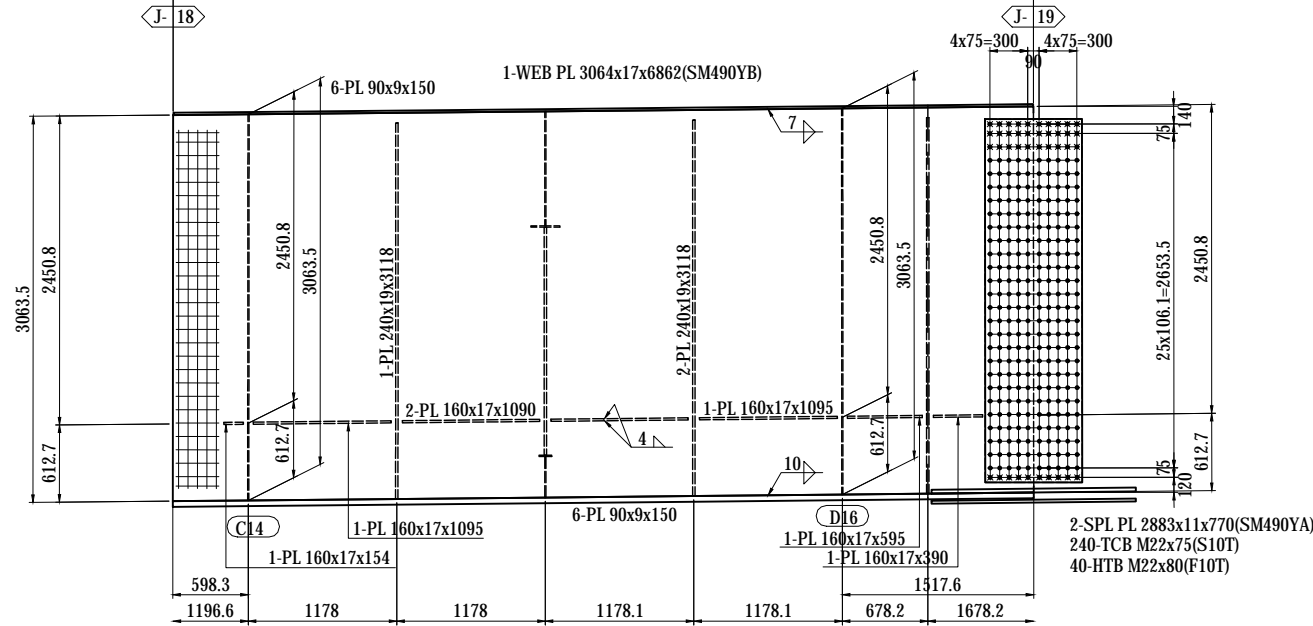 J- 18
J- 19
4x75=300
4x75=300
90
1-WEB PL 3064x17x6862(SM490YB)
6-PL 90x9x150
7
140
75
3063.5
2450.8
2450.8
3063.5
1-PL 240x19x3118
2-PL 240x19x3118
2450.8
3063.5
25x106.1=2653.5
2450.8
2-PL 160x17x1090
1-PL 160x17x1095
4
612.7
612.7
612.7
612.7
75
120
10
6-PL 90x9x150
C14
D16
1-PL 160x17x1095
1-PL 160x17x154
1-PL 160x17x595
1-PL 160x17x390
2-SPL PL 2883x11x770(SM490YA)
240-TCB M22x75(S10T)
40-HTB M22x80(F10T)
598.3
1517.6
1196.6
1178
1178
1178.1
1178.1
678.2
1678.2